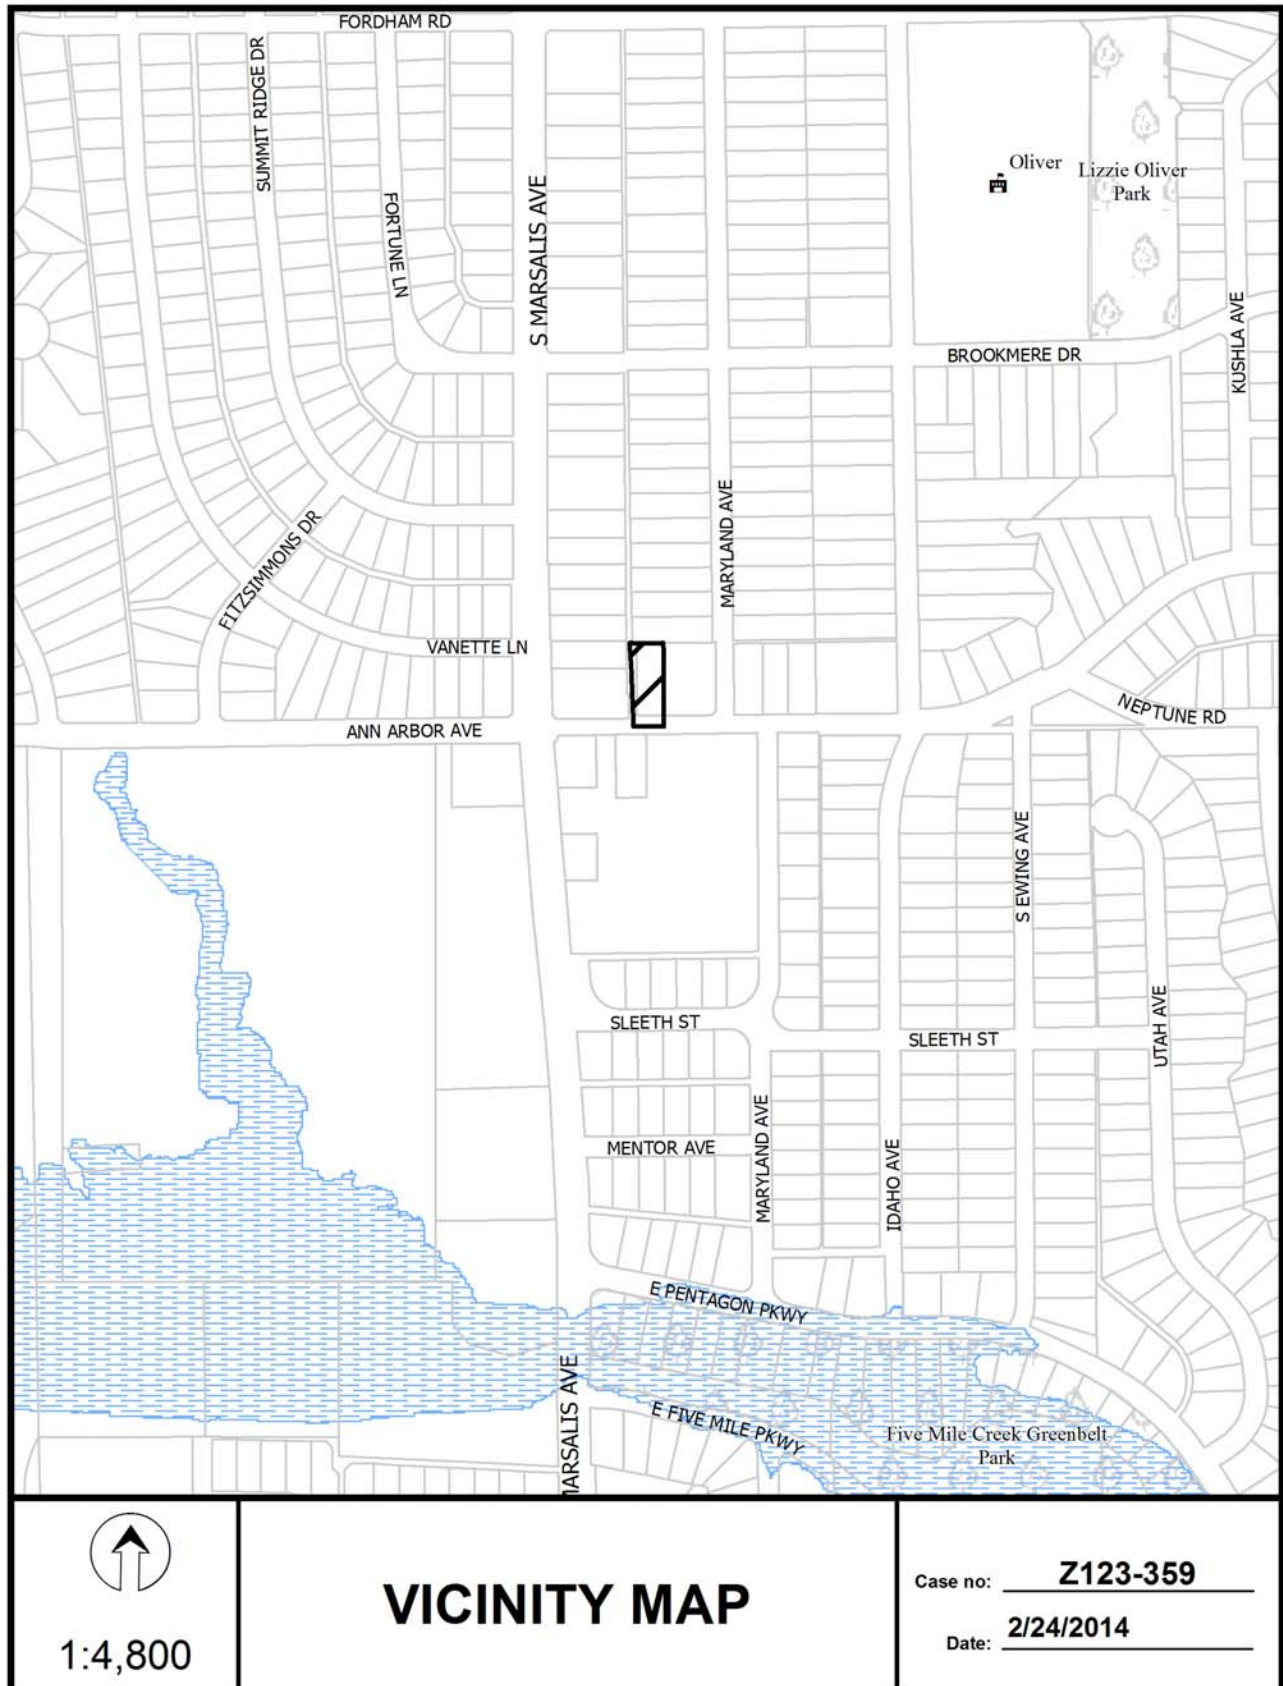 FORDHAM RD
SUMMIT RIDGE DR
FORTUNE LN
S MARSALIS AVE
Oliver
Lizzie Oliver
Park
KUSHLA AVE
BROOKMERE DR
MARYLAND AVE
FITZSIMMONS DR
VANETTE LN
NEPTUNE RD
ANN ARBOR AVE
S EWING AVE
SLEETH ST
SLEETH ST
UTAH AVE
MENTOR AVE
MARYLAND AVE
IDAHO AVE
E PENTAGON PKWY
MARSALIS AVE
E FIVE MILE PKWY
Five Mile Creek Greenbelt
Park
1:4,800
VICINITY MAP
Case no: Z123-359
Date: 2/24/2014